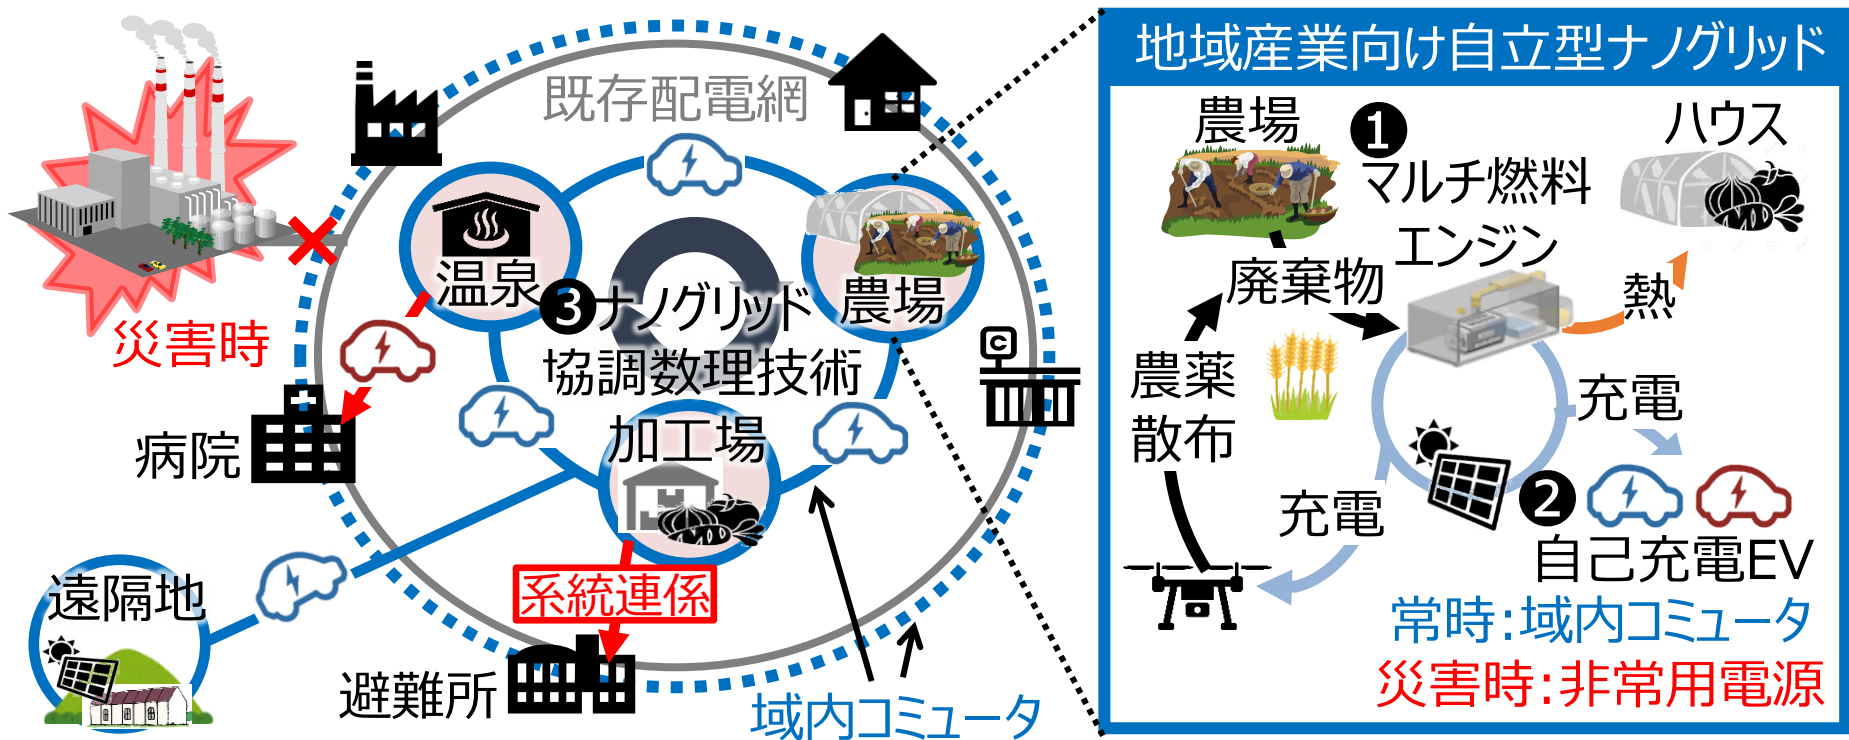 既存配電網
災害時
温泉
農場
❸ナノグリッド
協調数理技術
加工場
病院
系統連係
遠隔地
避難所
域内コミュータ
地域産業向け自立型ナノグリッド
農場
❶
マルチ燃料
エンジン
ハウス
廃棄物
熱
農薬
散布
充電
充電
❷
自己充電EV
常時:域内コミュータ
災害時:非常用電源
C